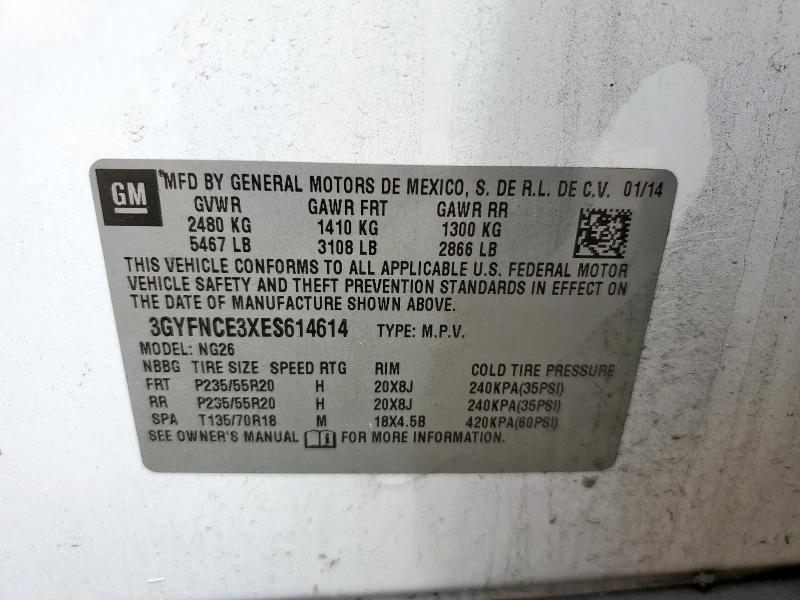 GM
MFD BY GENERAL MOTORS DE MEXICO, S. DE R.L. DE C.V. 01/14
GVWR GAWR FRT GAWR RR
2480 KG 1410 KG 1300 KG
5467 LB 3108 LB 2866 LB
THIS VEHICLE CONFORMS TO ALL APPLICABLE U.S. FEDERAL MOTOR
VEHICLE SAFETY AND THEFT PREVENTION STANDARDS IN EFFECT ON
THE DATE OF MANUFACTURE SHOWN ABOVE.
3GYFNCE3XES614614 TYPE: M.P.V.
MODEL: NG26
NBBG TIRE SIZE SPEED RTG RIM COLD TIRE PRESSURE
FRT P235/55R20 H 20X8J 240KPA(35PSI)
RR P235/55R20 H 20X8J 240KPA(35PSI)
SPA T135/70R18 M 18X4.5B 420KPA(60PSI)
SEE OWNER'S MANUAL FOR MORE INFORMATION.